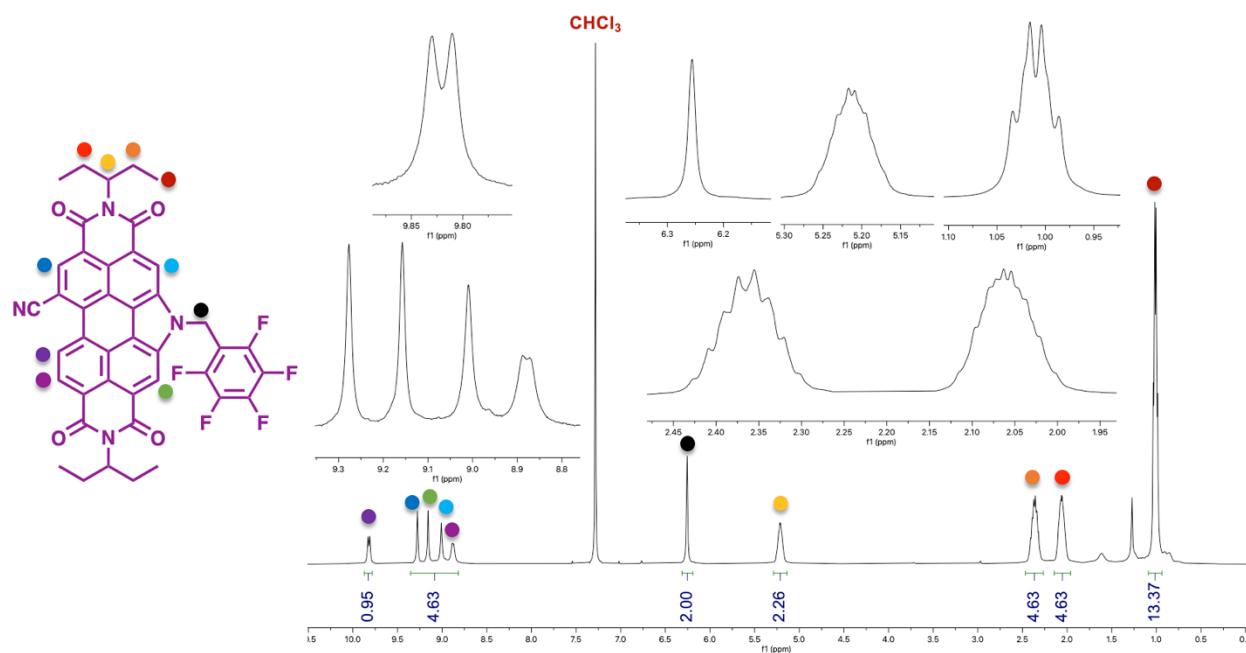 CHCl3
9.85 9.80
f1 (ppm)
6.3 6.2
f1 (ppm)
5.30 5.25 5.20 5.15
f1 (ppm)
1.10 1.05 1.00 0.95
f1 (ppm)
O N O
CN
N
F
F F
F F
O N O
9.3 9.2 9.1 9.0 8.9 8.8
f1 (ppm)
2.45 2.40 2.35 2.30 2.25 2.20 2.15 2.10 2.05 2.00 1.95
f1 (ppm)
0.95 4.63 2.00 2.26 4.63 4.63 13.37
0.5 10.0 9.5 9.0 8.5 8.0 7.5 7.0 6.5 6.0 5.5 5.0 4.5 4.0 3.5 3.0 2.5 2.0 1.5 1.0 0.5 0.0
f1 (ppm)